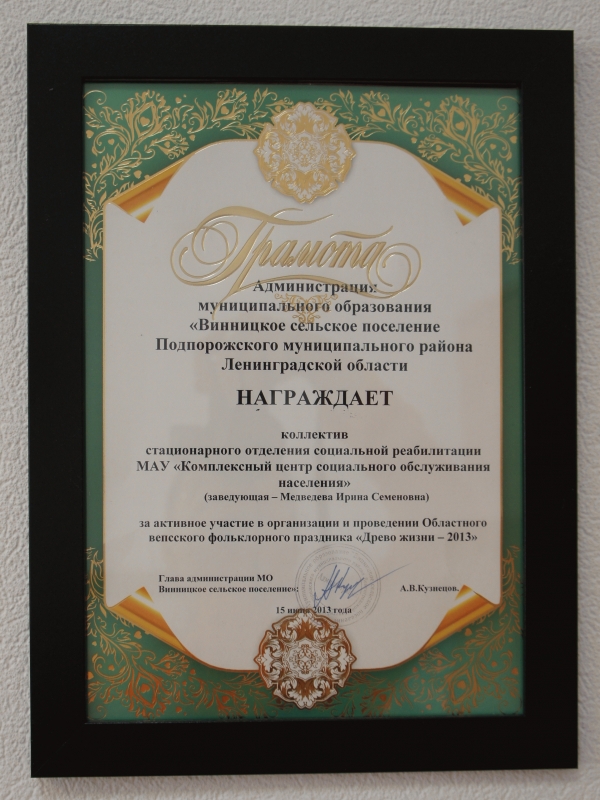 Грамота
Администрация
муниципального образования
«Винницкое сельское поселение
Подпорожского муниципального района
Ленинградской области
НАГРАЖДАЕТ
коллектив
стационарного отделения социальной реабилитации
МАУ «Комплексный центр социального обслуживания
населения»
(заведующая – Медведева Ирина Семеновна)
за активное участие в организации и проведении Областного
вепсского фольклорного праздника «Древо жизни – 2013»
Глава администрации МО
Винницкое сельское поселение»:
А.В.Кузнецов.
15 июня 2013 года